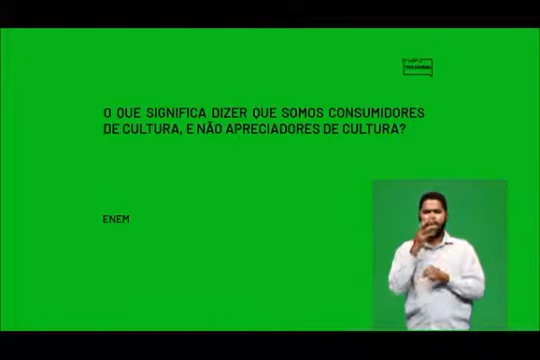 O QUE SIGNIFICA DIZER QUE SOMOS CONSUMIDORES
DE CULTURA, E NÃO APRECIADORES DE CULTURA?
ENEM